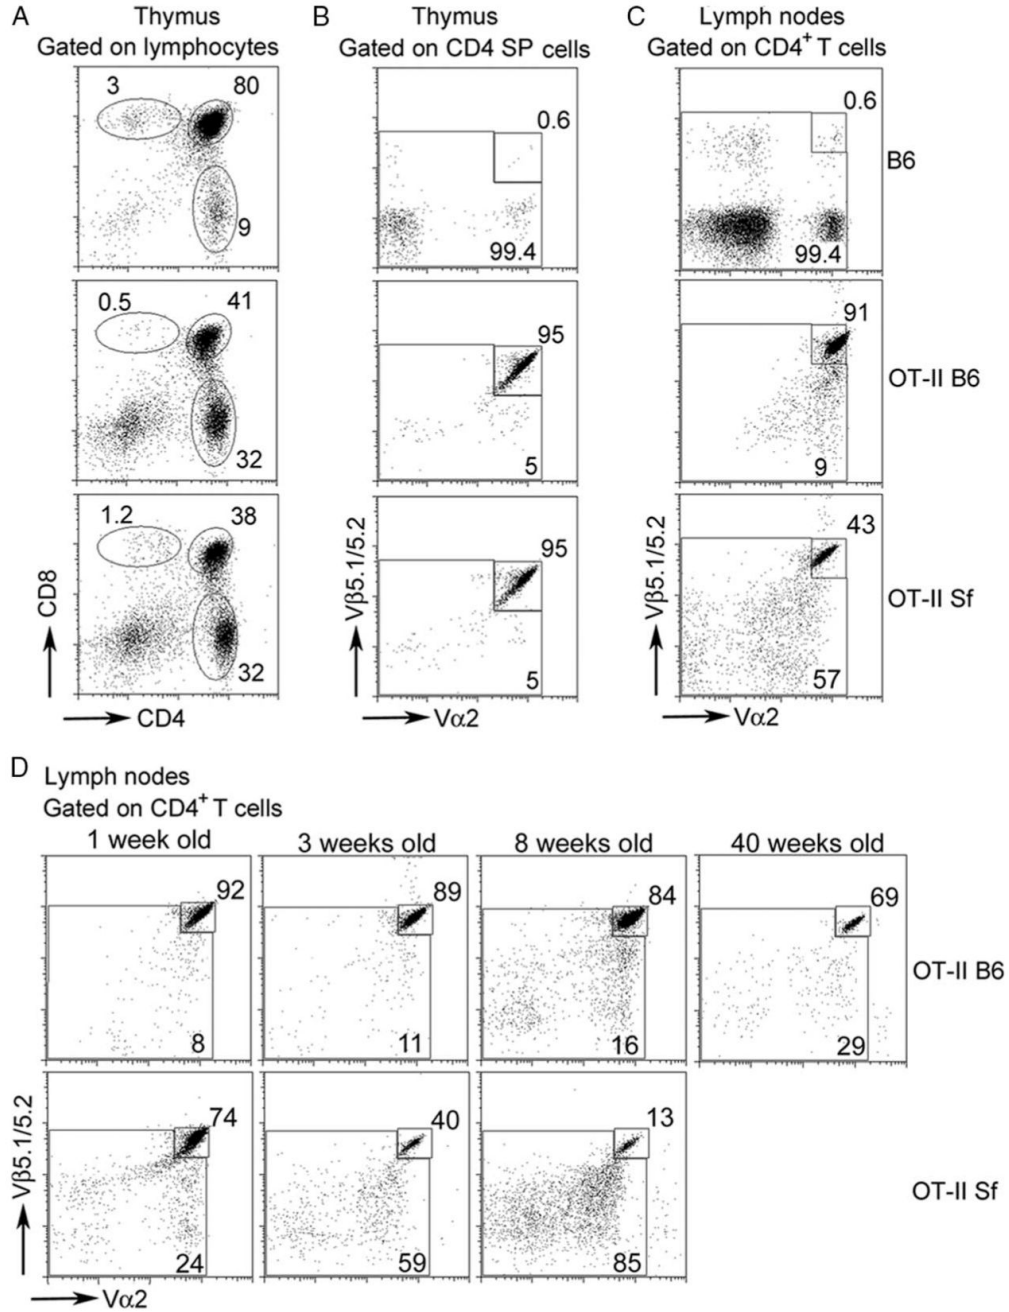 A
Thymus
Gated on lymphocytes
3
80
9
0.5
41
32
1.2
38
32
CD8
CD4
B
Thymus
Gated on CD4 SP cells
0.6
99.4
95
5
95
5
Vβ5.1/5.2
Vα2
C
Lymph nodes
Gated on CD4⁺ T cells
0.6
99.4
B6
91
9
OT-II B6
43
57
OT-II Sf
Vβ5.1/5.2
Vα2
D
Lymph nodes
Gated on CD4⁺ T cells
1 week old
3 weeks old
8 weeks old
40 weeks old
92
8
89
11
84
16
69
29
OT-II B6
74
24
40
59
13
85
OT-II Sf
Vβ5.1/5.2
Vα2